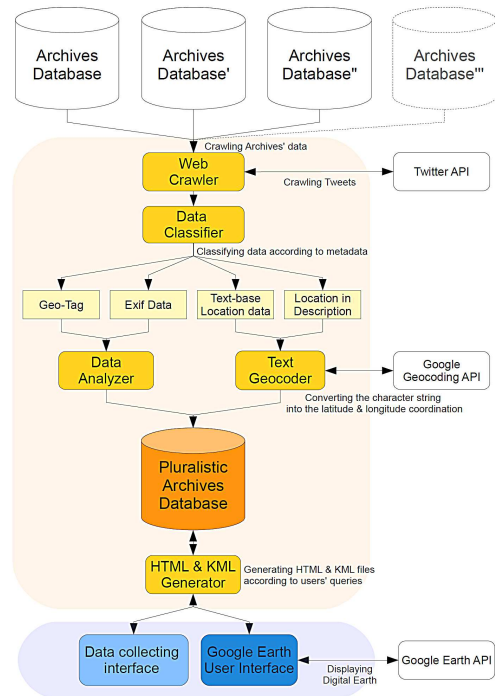 Archives
Database
Archives
Database'
Archives
Database"
Archives
Database'"
Crawling Archives' data
Web
Crawler
Crawling Tweets
Twitter API
Data
Classifier
Classifying data according to metadata
Geo-Tag
Exif Data
Text-base
Location data
Location in
Description
Data
Analyzer
Text
Geocoder
Google
Geocoding API
Converting the character string
into the latitude & longitude coordination
Pluralistic
Archives
Database
HTML & KML
Generator
Generating HTML & KML files
according to users' queries
Data collecting
interface
Google Earth
User Interface
Displaying
Digital Earth
Google Earth API